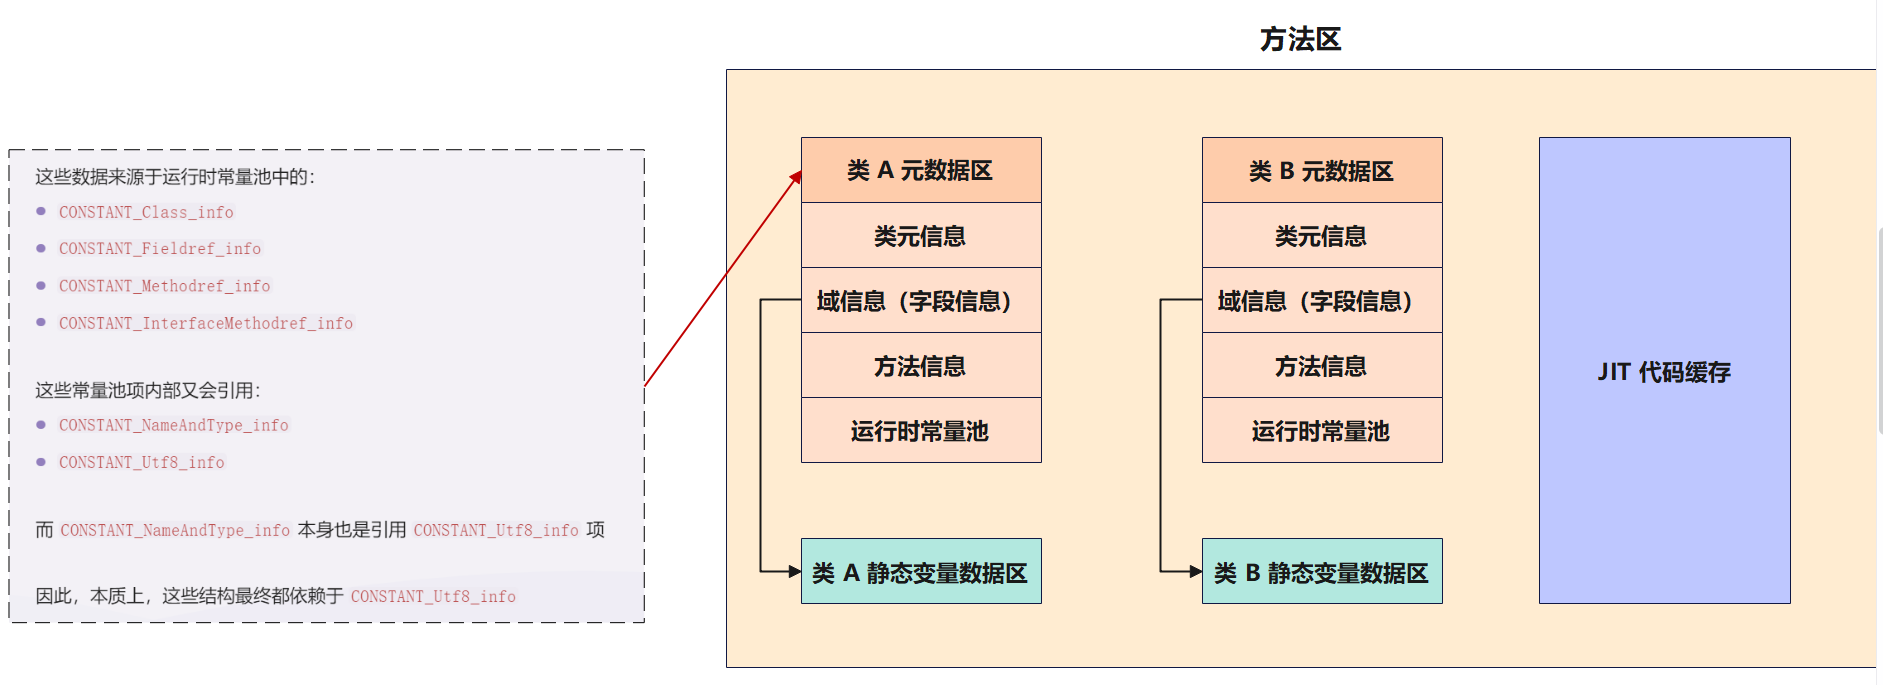 方法区
这些数据来源于运行时常量池中的：
CONSTANT_Class_info
CONSTANT_Fieldref_info
CONSTANT_Methodref_info
CONSTANT_InterfaceMethodref_info
这些常量池项内部又会引用：
CONSTANT_NameAndType_info
CONSTANT_Utf8_info
而 CONSTANT_NameAndType_info 本身也是引用 CONSTANT_Utf8_info 项
因此，本质上，这些结构最终都依赖于 CONSTANT_Utf8_info
类 A 元数据区
类元信息
域信息（字段信息）
方法信息
运行时常量池
类 A 静态变量数据区
类 B 元数据区
类元信息
域信息（字段信息）
方法信息
运行时常量池
类 B 静态变量数据区
JIT 代码缓存